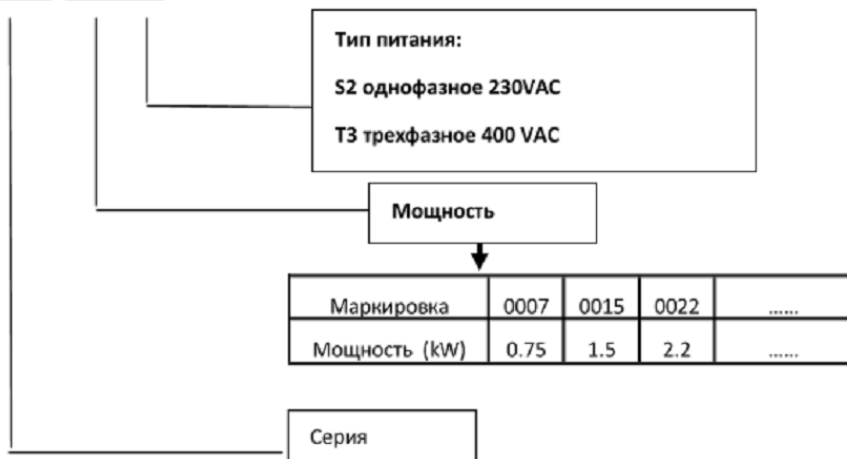 Тип питания:
S2 однофазное 230VAC
T3 трехфазное 400 VAC
Мощность
Маркировка 0007 0015 0022 ......
Мощность (kW) 0.75 1.5 2.2 ......
Серия